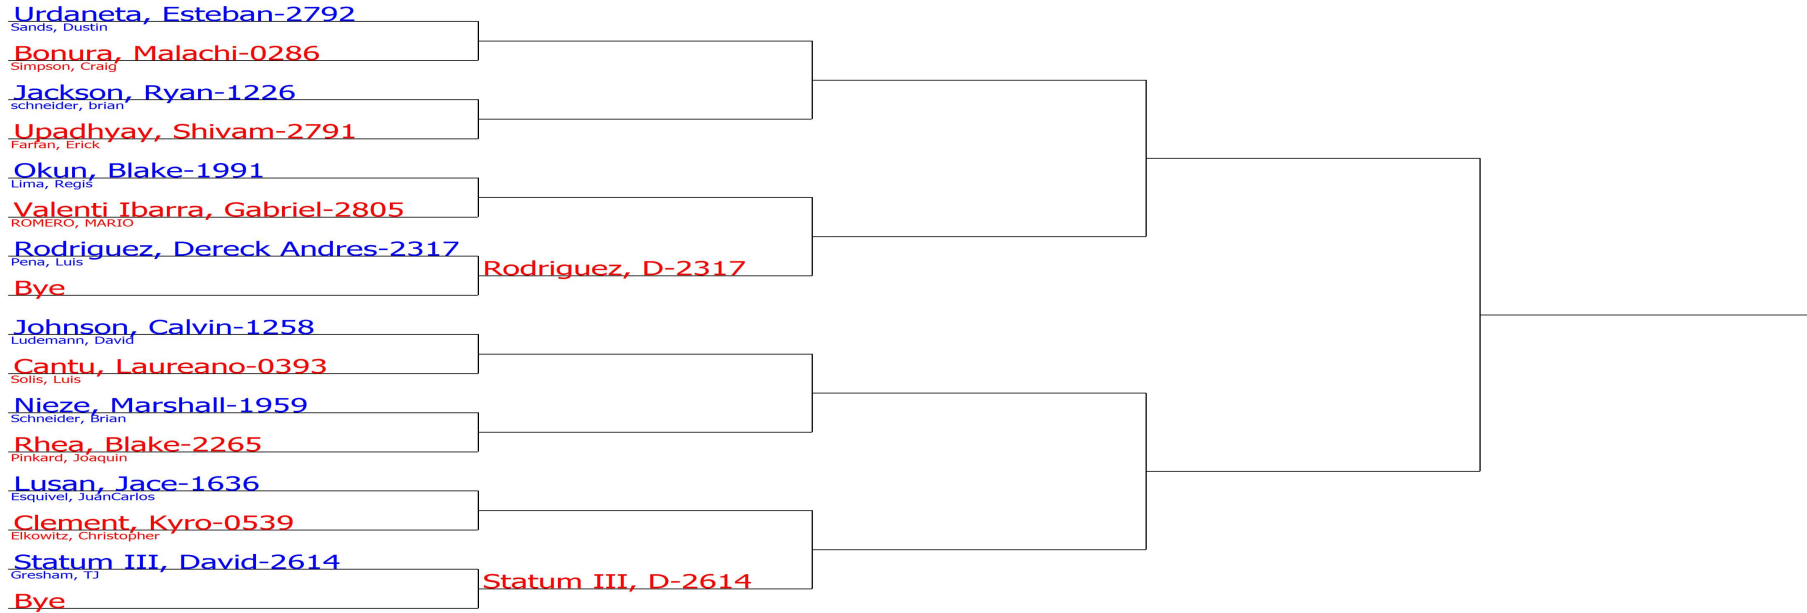 Urdaneta, Esteban-2792
Sands, Dustin
Bonura, Malachi-0286
Simpson, Craig
Jackson, Ryan-1226
schneider, brian
Upadhyay, Shivam-2791
Farfan, Erick
Okun, Blake-1991
Lima, Regis
Valenti Ibarra, Gabriel-2805
ROMERO, MARIO
Rodriguez, Dereck Andres-2317
Pena, Luis
Rodriguez, D-2317
Bye
Johnson, Calvin-1258
Ludemann, David
Cantu, Laureano-0393
Solis, Luis
Nieze, Marshall-1959
Schneider, Brian
Rhea, Blake-2265
Pinkard, Joaquin
Lusan, Jace-1636
Esquivel, JuanCarlos
Clement, Kyro-0539
Elkowitz, Christopher
Statum III, David-2614
Gresham, TJ
Statum III, D-2614
Bye